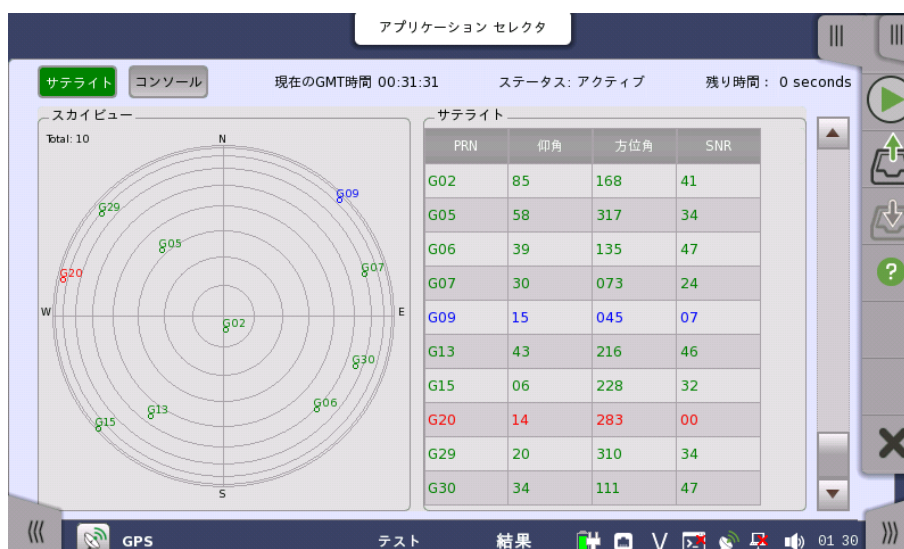 アプリケーション セレクタ
サテライト コンソール 現在のGMT時間 00:31:31 ステータス: アクティブ 残り時間： 0 seconds
スカイビュー
Total: 10
N
G09
G29
G05
G20
G07
W
E
G02
G30
G06
G13
G15
S
サテライト
PRN 仰角 方位角 SNR
G02 85 168 41
G05 58 317 34
G06 39 135 47
G07 30 073 24
G09 15 045 07
G13 43 216 46
G15 06 228 32
G20 14 283 00
G29 20 310 34
G30 34 111 47
GPS テスト 結果 V 01 30